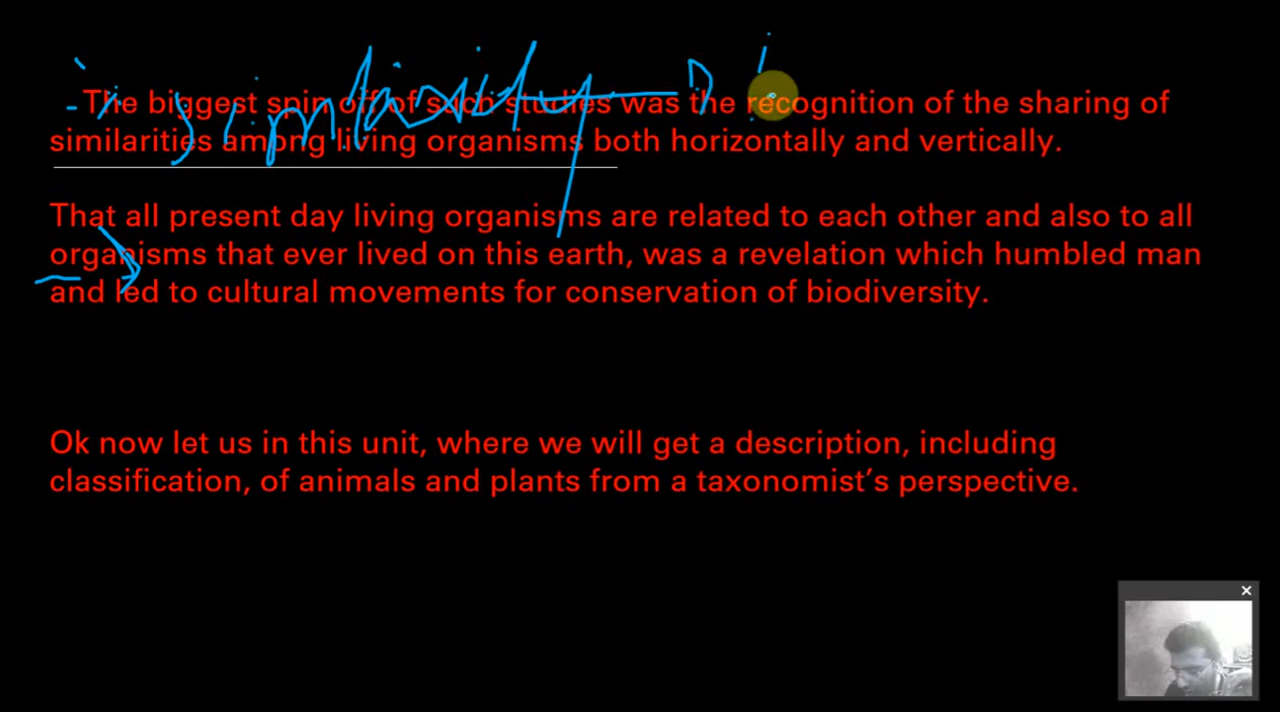 - The biggest spin off of such studies was the recognition of the sharing of
similarities among living organisms both horizontally and vertically.
That all present day living organisms are related to each other and also to all
organisms that ever lived on this earth, was a revelation which humbled man
and led to cultural movements for conservation of biodiversity.
Ok now let us in this unit, where we will get a description, including
classification, of animals and plants from a taxonomist’s perspective.